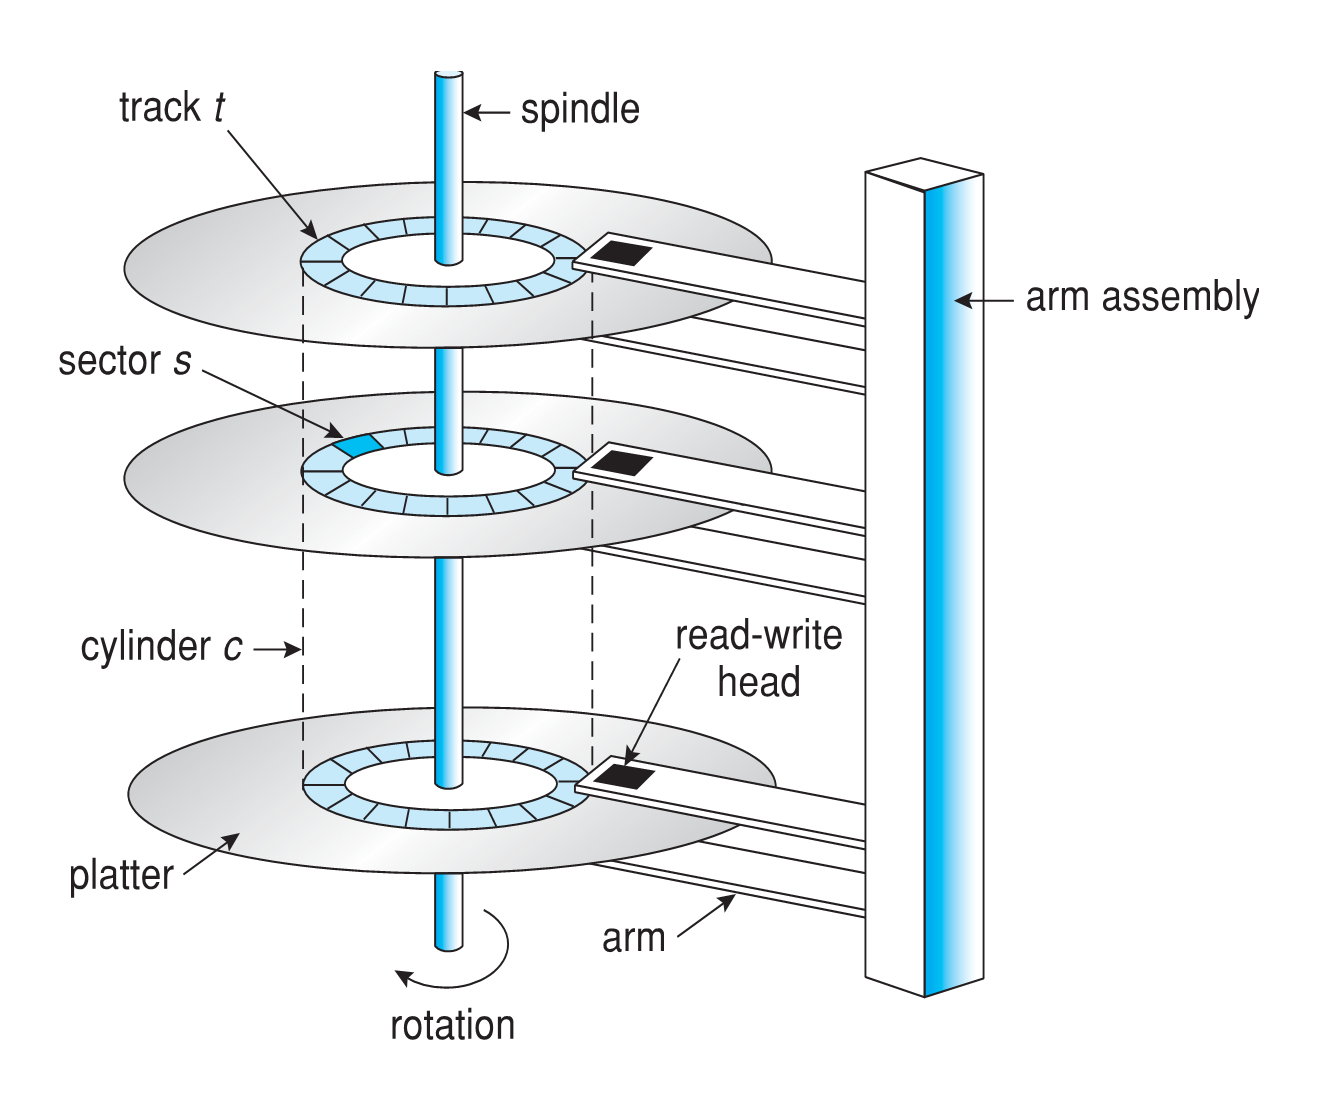 track t
spindle
arm assembly
sector s
read-write
head
cylinder c
platter
arm
rotation